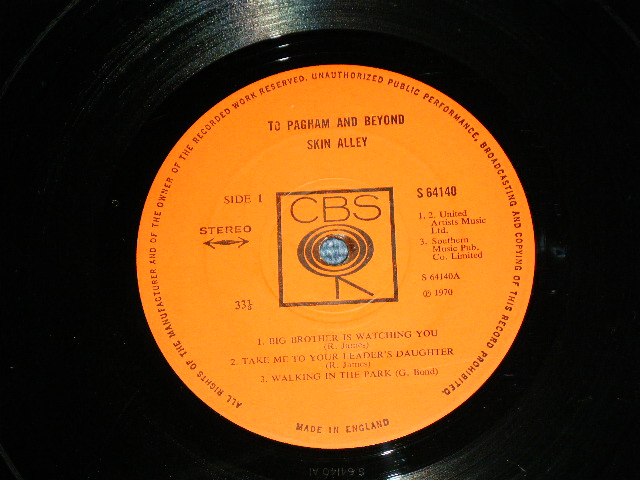 ALL RIGHTS OF THE MANUFACTURER AND OF THE OWNER OF THE RECORDED WORK RESERVED. UNAUTHORIZED PUBLIC PERFORMANCE, BROADCASTING AND COPYING OF THIS RECORD PROHIBITED.
TO PAGHAM AND BEYOND
SKIN ALLEY
SIDE 1
S 64140
CBS
STEREO
1. 2. United
Artists Music
Ltd.
3. Southern
Music Pub.
Co. Limited
S 64140A
℗ 1970
33⅓
1. BIG BROTHER IS WATCHING YOU
(R. James)
2. TAKE ME TO YOUR LEADER'S DAUGHTER
(R. James)
3. WALKING IN THE PARK (G. Bond)
MADE IN ENGLAND
S 64140 A1